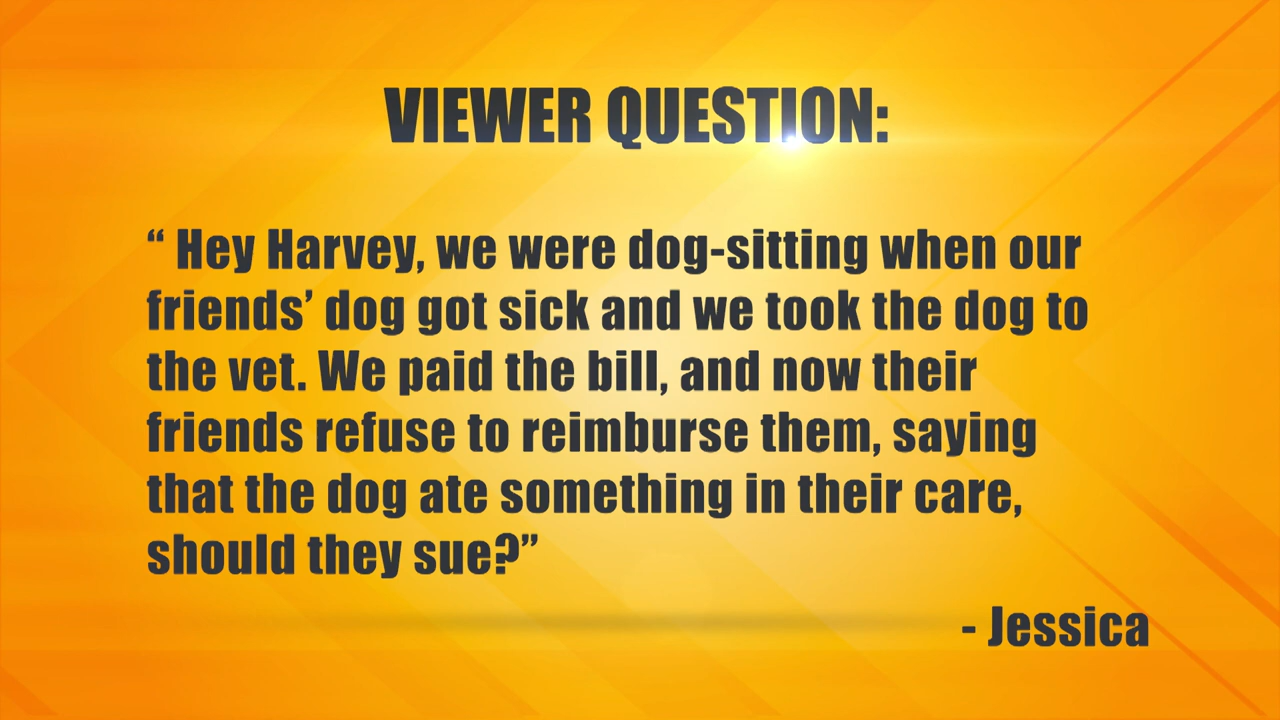 VIEWER QUESTION:
“ Hey Harvey, we were dog-sitting when our
friends’ dog got sick and we took the dog to
the vet. We paid the bill, and now their
friends refuse to reimburse them, saying
that the dog ate something in their care,
should they sue?”
- Jessica